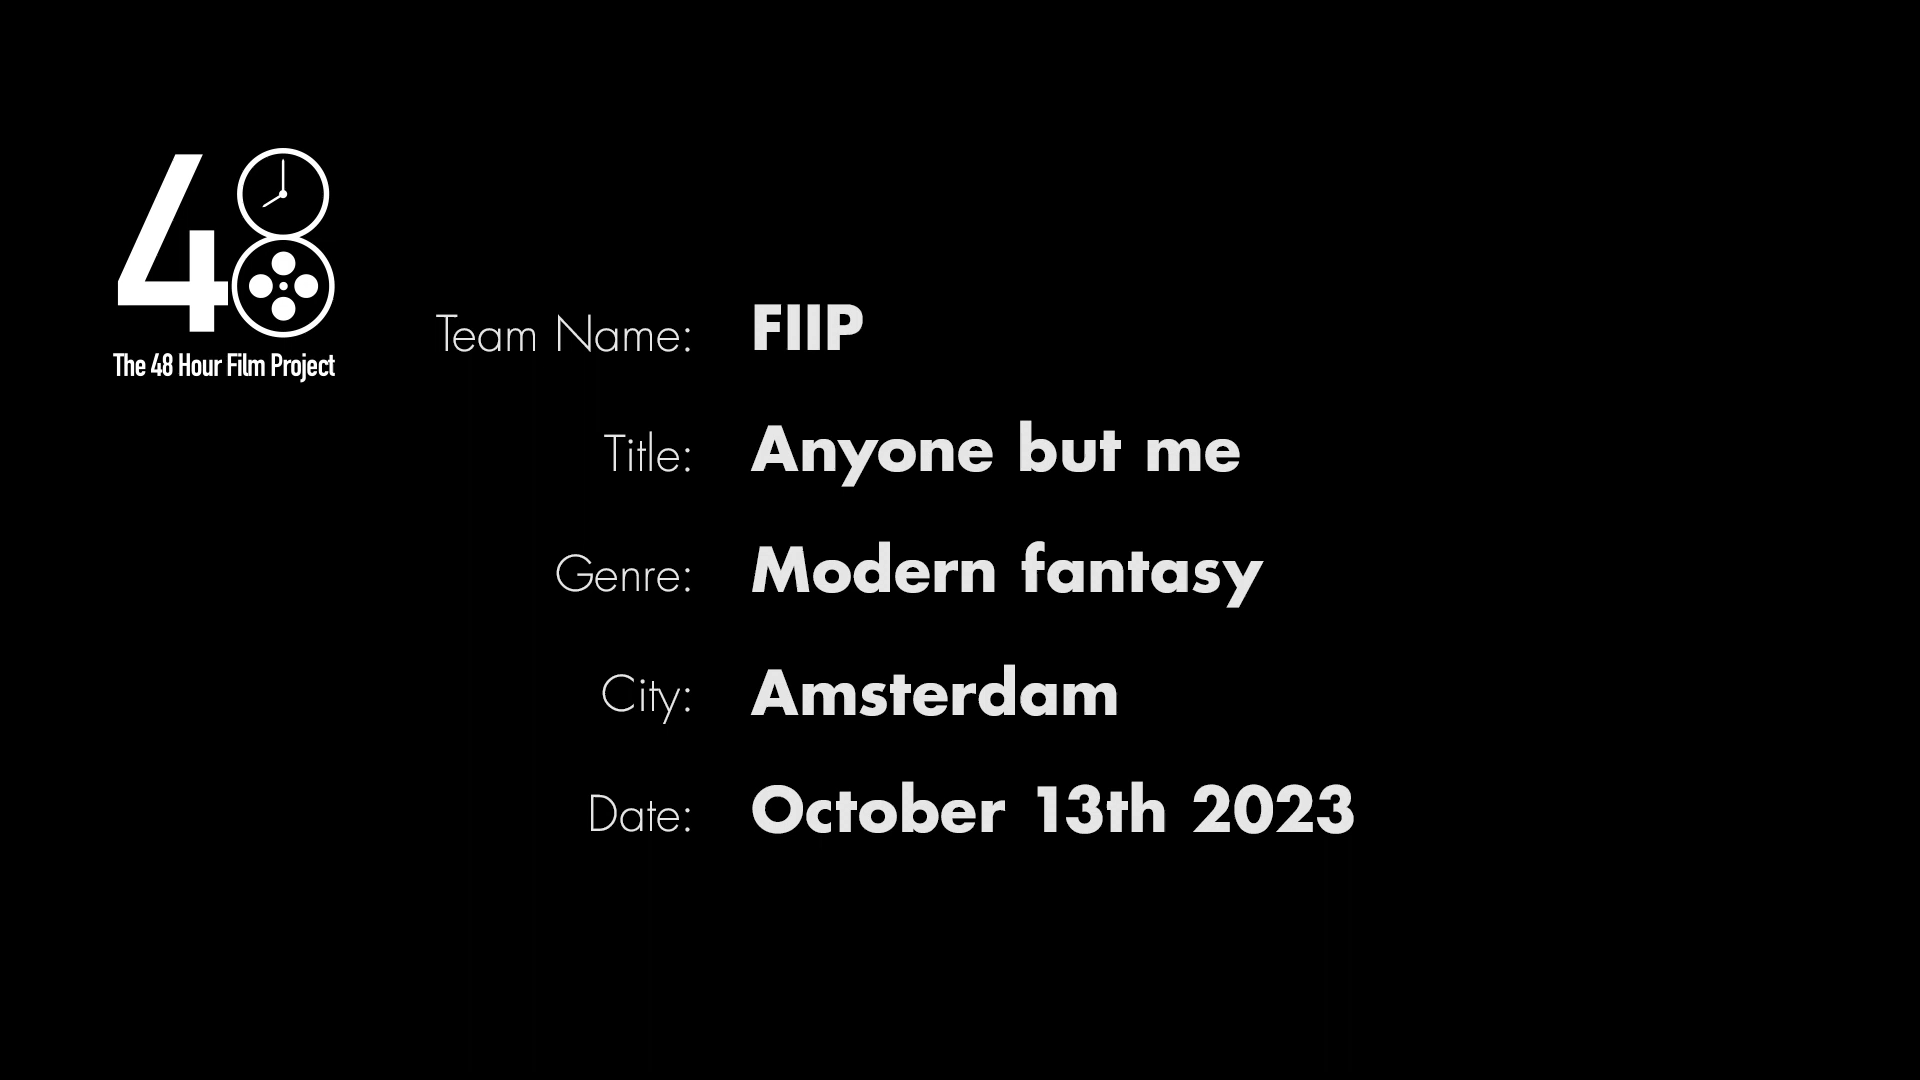 48
The 48 Hour Film Project
Team Name: FIIP
Title: Anyone but me
Genre: Modern fantasy
City: Amsterdam
Date: October 13th 2023